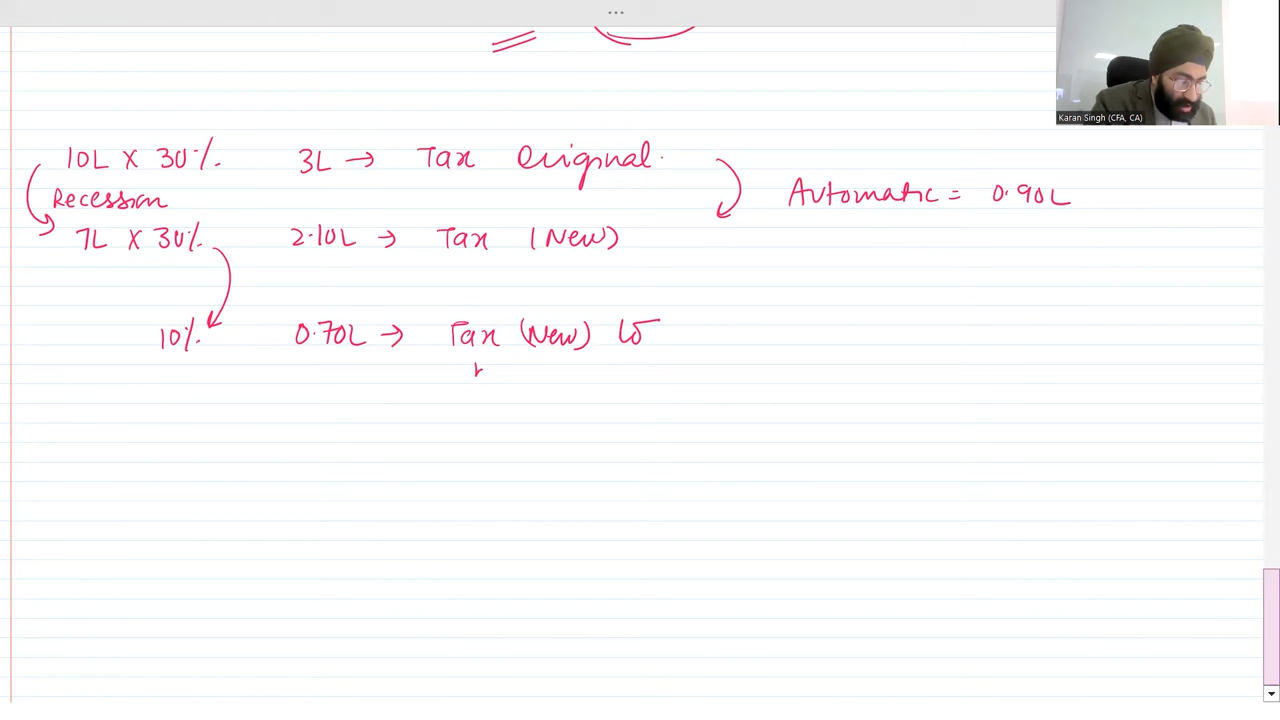 Karan Singh (CFA, CA)
10L X 30% 3L → Tax Original.
Recession
Automatic = 0.90L
7L X 30% 2.10L → Tax (New)
10% 0.70L → Tax (New)